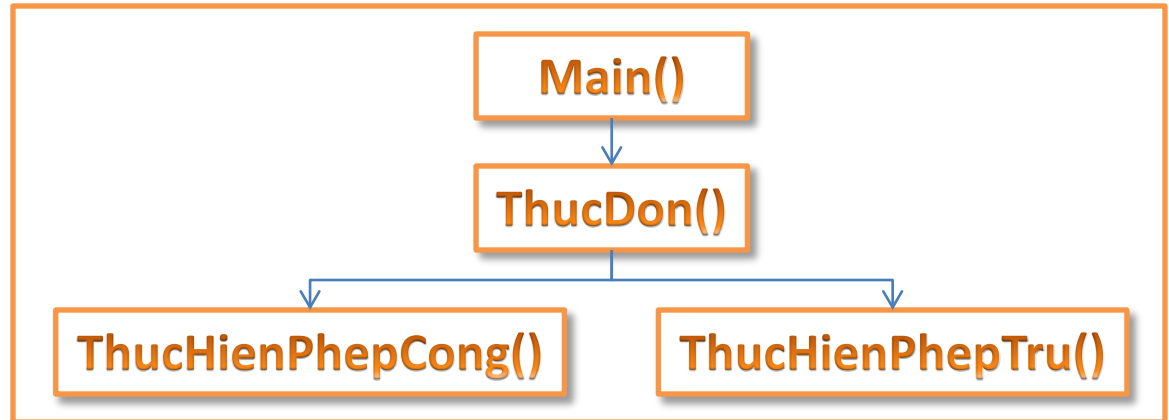 Main()
ThucDon()
ThucHienPhepCong()
ThucHienPhepTru()